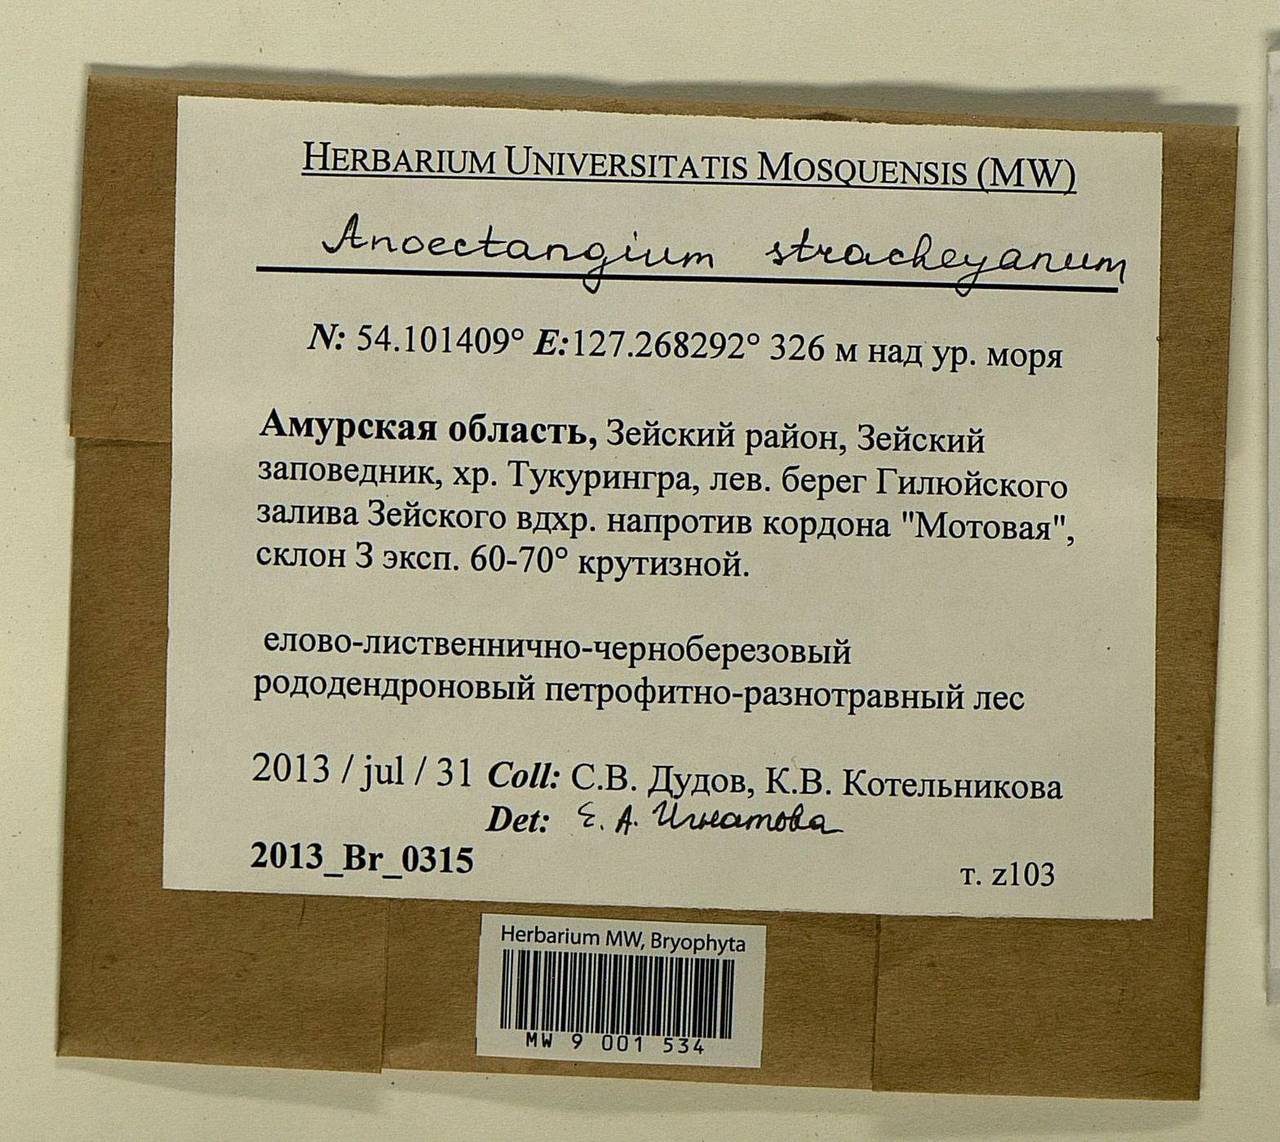 HERBARIUM UNIVERSITATIS MOSQUENSIS (MW)
Anoectangium stracheyanum
N: 54.101409° E:127.268292° 326 м над ур. моря
Амурская область, Зейский район, Зейский
заповедник, хр. Тукурингра, лев. берег Гилюйского
залива Зейского вдхр. напротив кордона "Мотовая",
склон З эксп. 60-70° крутизной.
елово-лиственнично-черноберезовый
рододендроновый петрофитно-разнотравный лес
2013 / jul / 31 Coll: С.В. Дудов, К.В. Котельникова
Det: Е. А. Игнатова
2013_Br_0315 т. z103
Herbarium MW, Bryophyta
MW 9 001 534